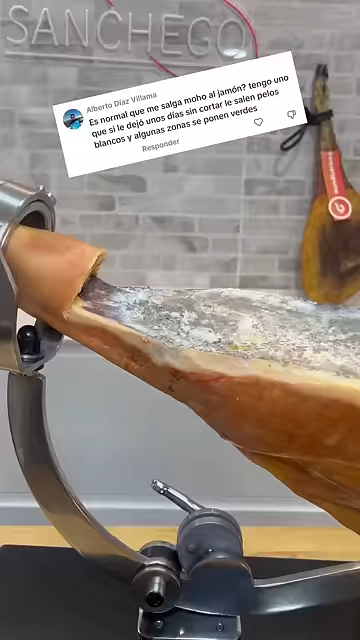 SANCHEGO
Alberto Díaz Villama
Es normal que me salga moho al jamón? tengo uno
que si le dejó unos días sin cortar le salen pelos
blancos y algunas zonas se ponen verdes
Responder